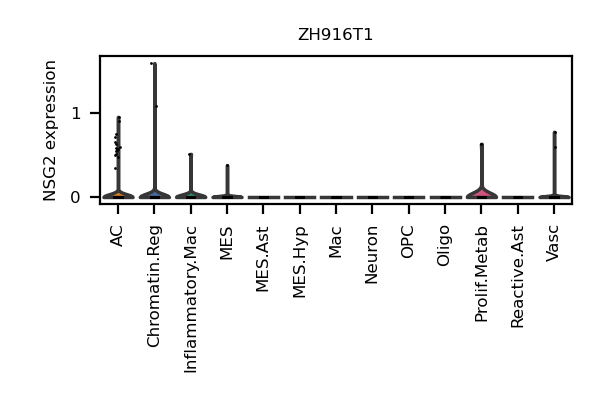 ZH916T1
NSG2 expression
1
0
AC
Chromatin.Reg
Inflammatory.Mac
MES
MES.Ast
MES.Hyp
Mac
Neuron
OPC
Oligo
Prolif.Metab
Reactive.Ast
Vasc